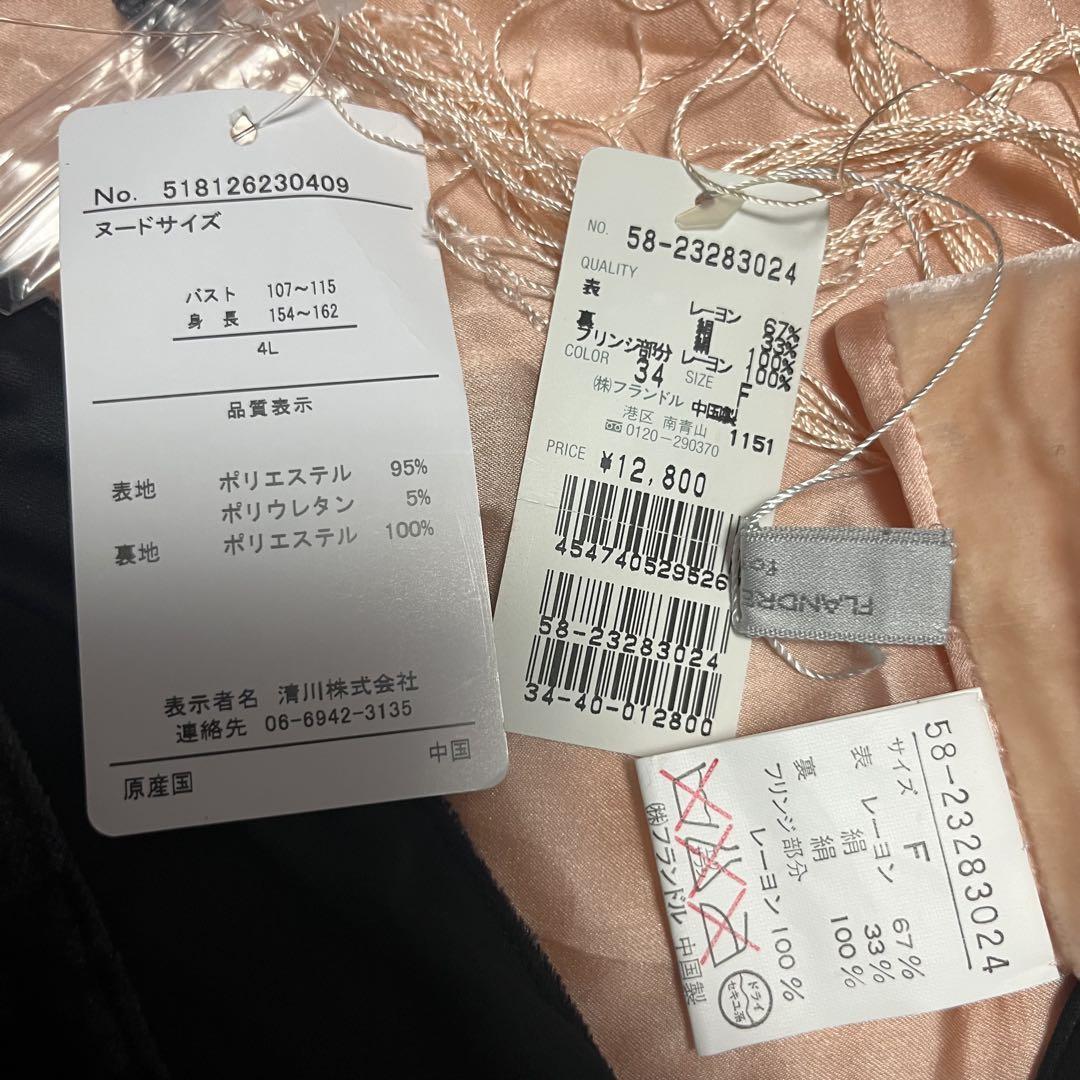 No. 518126230409
ヌードサイズ
バスト 107〜115
身長 154〜162
4L
品質表示
表地 ポリエステル 95%
ポリウレタン 5%
裏地 ポリエステル 100%
表示者名 清川株式会社
連絡先 06-6942-3135
原産国 中国
NO. 58-23283024
QUALITY
表 レーヨン 67%
絹 33%
裏 絹 100%
フリンジ部分 レーヨン 100%
COLOR 34 SIZE F
(株)フランドル 中国製
港区 南青山
0120-290370 1151
PRICE ¥12,800
454740529526
58-23283024
34-40-012800
FLANDRE
58-23283024
サイズ F
表 レーヨン 67%
絹 33%
裏 絹 100%
フリンジ部分 レーヨン 100%
ドライ
セキユ系
㈱フランドル 中国製